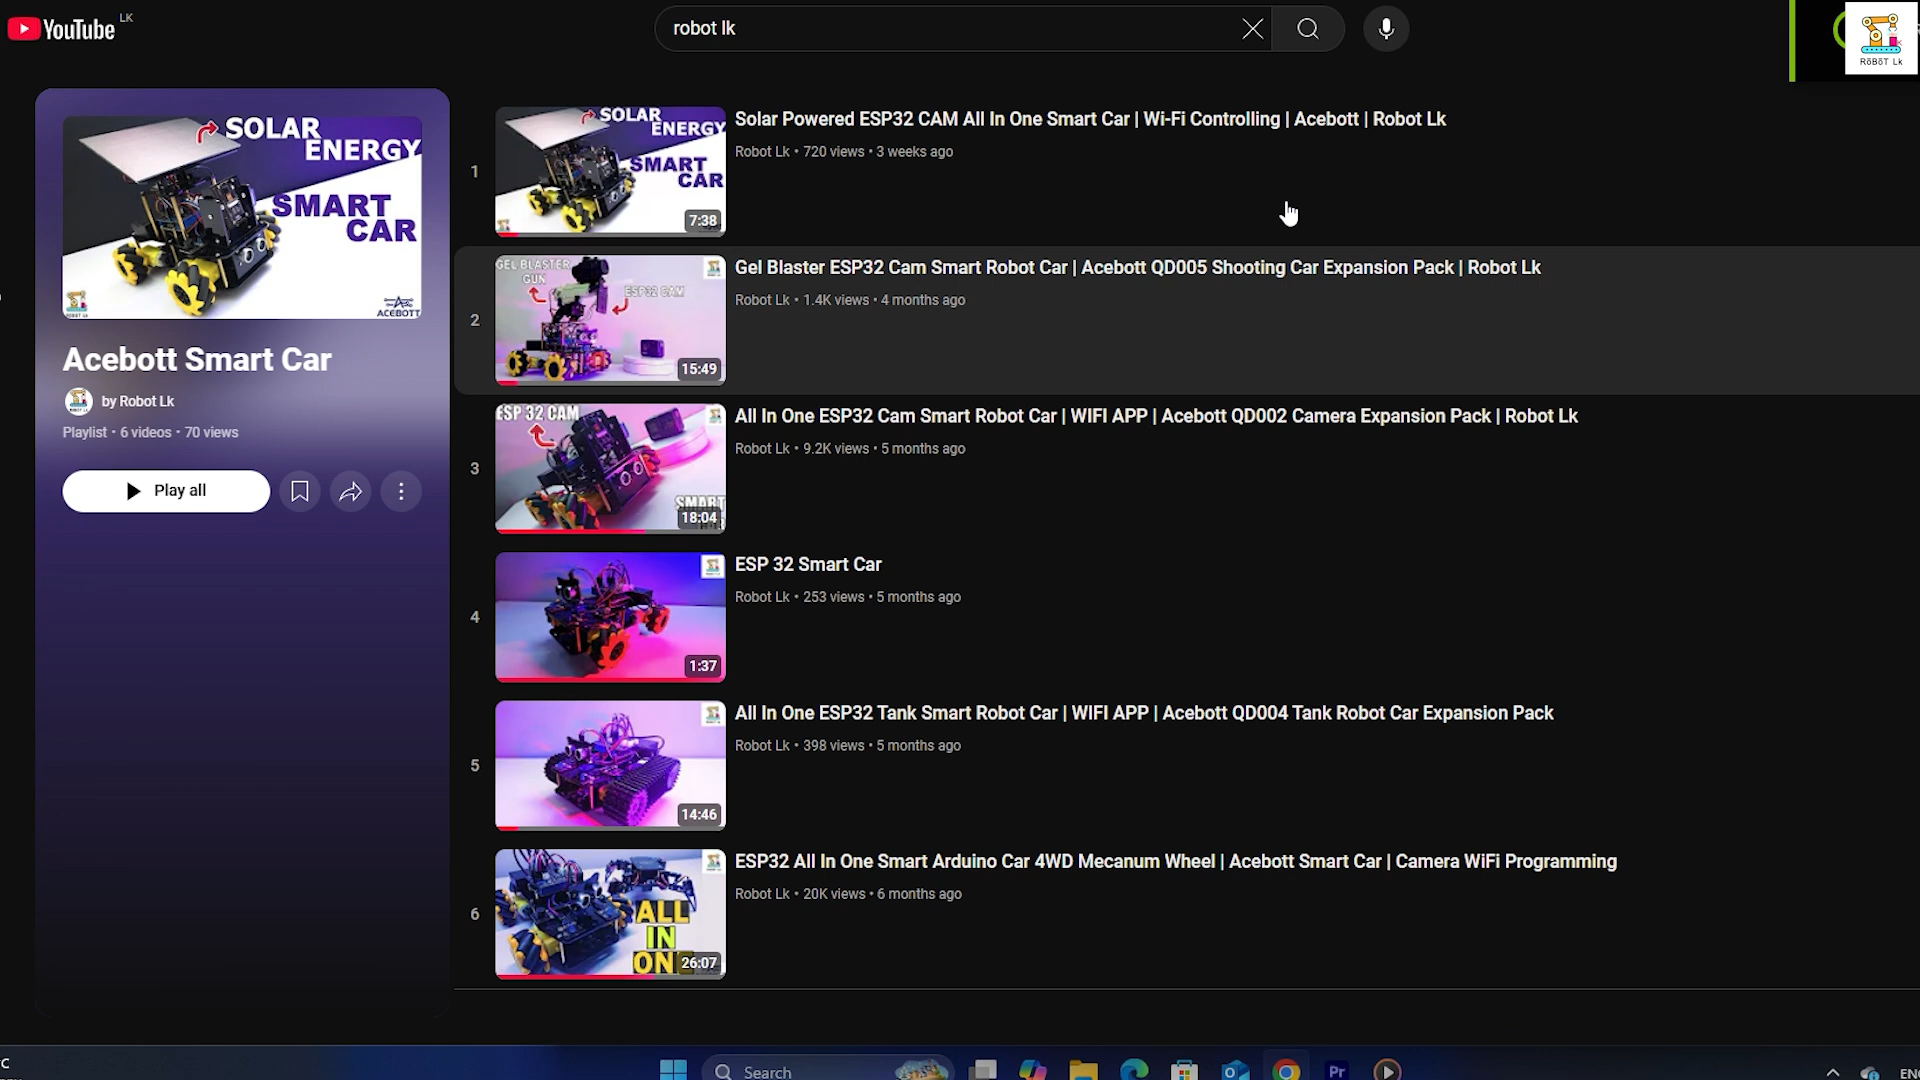 YouTube LK
robot lk
RöBöT Lk
SOLAR
ENERGY
SMART
CAR
ACEBOTT
Acebott Smart Car
by Robot Lk
Playlist • 6 videos • 70 views
Play all
1
SOLAR
ENERGY
SMART
CAR
7:38
Solar Powered ESP32 CAM All In One Smart Car | Wi-Fi Controlling | Acebott | Robot Lk
Robot Lk • 720 views • 3 weeks ago
2
GEL BLASTER
GUN
ESP32 CAM
15:49
Gel Blaster ESP32 Cam Smart Robot Car | Acebott QD005 Shooting Car Expansion Pack | Robot Lk
Robot Lk • 1.4K views • 4 months ago
3
ESP 32 CAM
SMART
18:04
All In One ESP32 Cam Smart Robot Car | WIFI APP | Acebott QD002 Camera Expansion Pack | Robot Lk
Robot Lk • 9.2K views • 5 months ago
4
1:37
ESP 32 Smart Car
Robot Lk • 253 views • 5 months ago
5
14:46
All In One ESP32 Tank Smart Robot Car | WIFI APP | Acebott QD004 Tank Robot Car Expansion Pack
Robot Lk • 398 views • 5 months ago
6
ALL
IN
ON
26:07
ESP32 All In One Smart Arduino Car 4WD Mecanum Wheel | Acebott Smart Car | Camera WiFi Programming
Robot Lk • 20K views • 6 months ago
Search
Pr
ENG